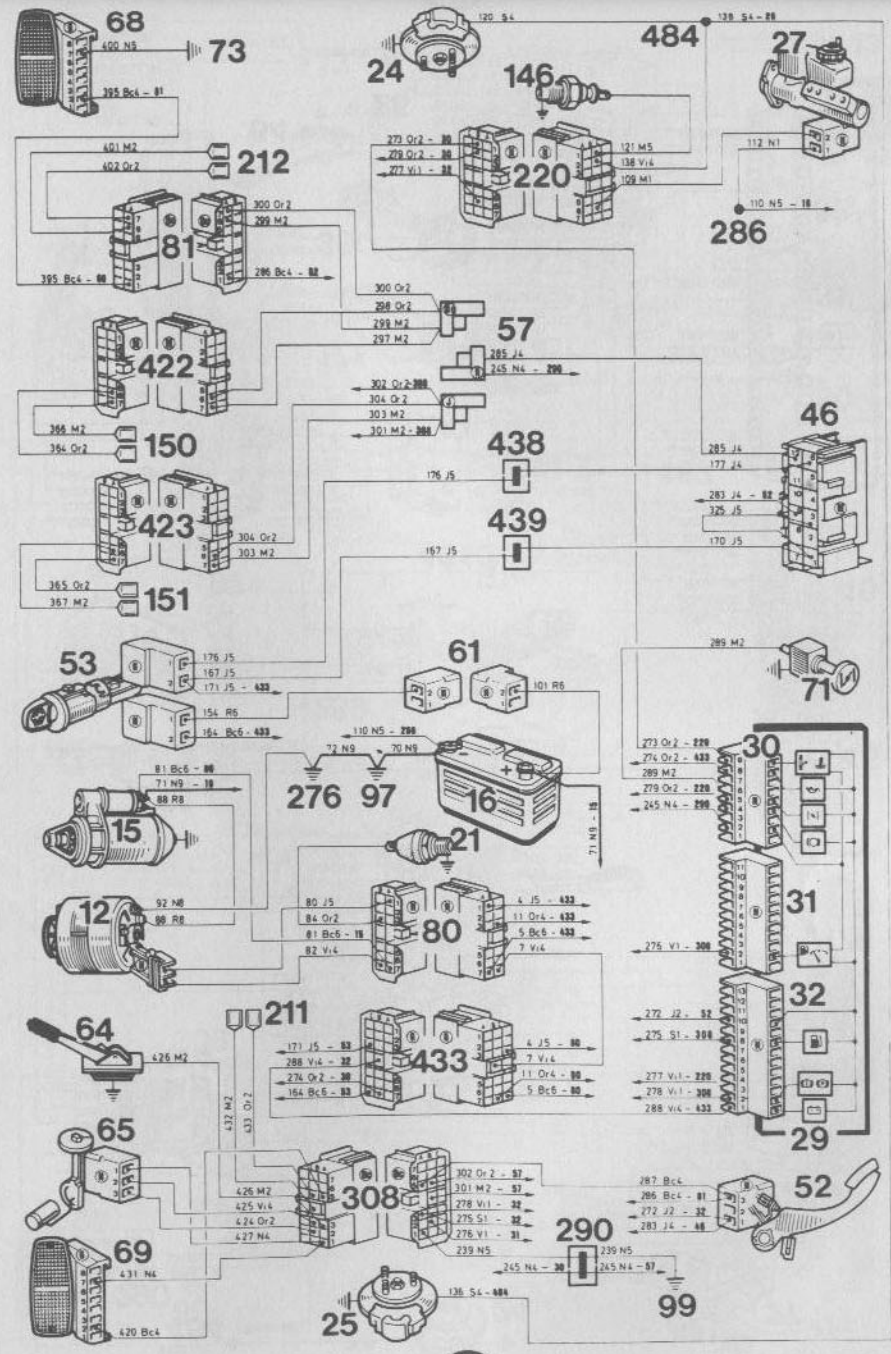 68
400 N5
73
395 Bc4 - 81
401 M2
402 Or2
212
300 Or2
299 M2
81
286 Bc4 - 52
395 Bc4 - 68
120 S4
24
484
136 S4 - 25
27
146
273 Or2 - 30
279 Or2 - 30
277 Vi1 - 32
220
121 M5
138 Vi4
109 M1
112 N1
110 N5 - 16
286
300 Or2
298 Or2
299 M2
297 M2
422
57
285 J4
245 N4 - 290
302 Or2-308
304 Or2
303 M2
301 M2 - 308
366 M2
364 Or2
150
423
304 Or2
303 M2
365 Or2
367 M2
151
438
176 J5
439
167 J5
46
285 J4
177 J4
283 J4 - 52
325 J5
170 J5
53
176 J5
167 J5
171 J5 - 433
154 R6
164 Bc6 - 433
61
101 R6
289 M2
71
110 N5 - 286
72 N9
70 N9
276
97
16
71 N9 - 15
81 Bc6 - 80
71 N9 - 16
88 R8
15
21
30
273 Or2 - 220
274 Or2 - 433
289 M2
279 Or2 - 220
245 N4 - 290
12
92 N8
88 R8
80 J5
84 Or2
81 Bc6 - 15
82 Vi4
80
4 J5 - 433
11 Or4 - 433
5 Bc6 - 433
7 Vi4
31
276 V1 - 308
32
272 J2 - 52
275 S1 - 308
277 Vi1 - 220
278 Vi1 - 308
288 Vi4 - 433
29
64
426 M2
211
432 M2
433 Or2
171 J5 - 53
288 Vi4 - 32
274 Or2 - 30
164 Bc6 - 53
433
4 J5 - 80
7 Vi4
11 Or4 - 80
5 Bc6 - 80
65
426 M2
425 Vi4
424 Or2
427 N4
308
302 Or2 - 57
301 M2 - 57
278 Vi1 - 32
275 S1 - 32
276 V1 - 31
239 N5
287 Bc4
286 Bc4 - 81
272 J2 - 32
283 J4 - 46
52
69
431 N4
420 Bc4
290
239 N5
245 N4 - 30
245 N4 - 57
99
25
136 S4 - 484